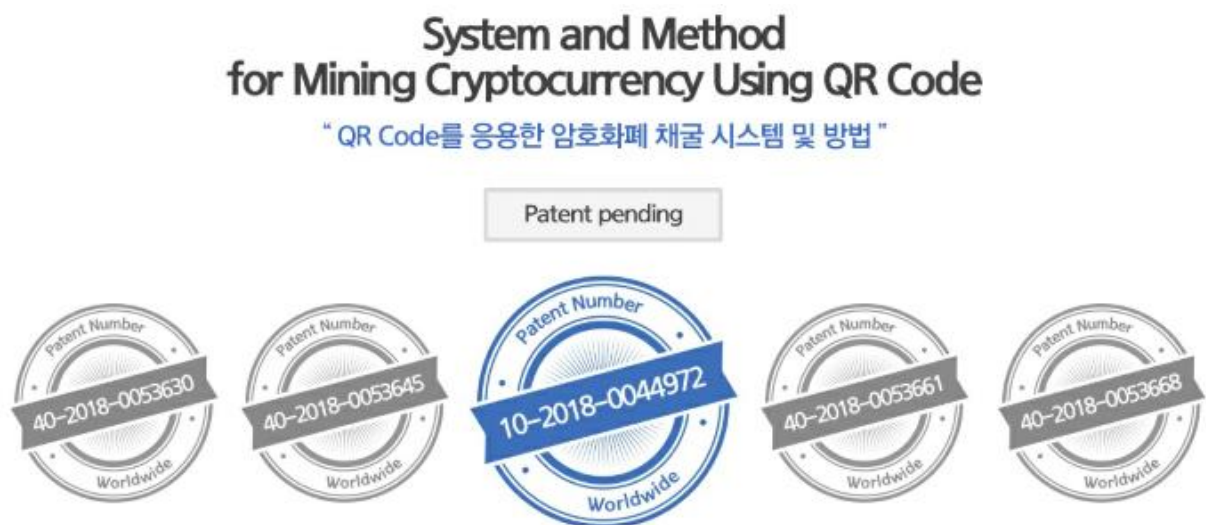 System and Method
for Mining Cryptocurrency Using QR Code
“ QR Code를 응용한 암호화폐 채굴 시스템 및 방법 ”
Patent pending
Patent Number
40-2018-0053630
Worldwide
Patent Number
40-2018-0053645
Worldwide
Patent Number
10-2018-0044972
Worldwide
Patent Number
40-2018-0053661
Worldwide
Patent Number
40-2018-0053668
Worldwide